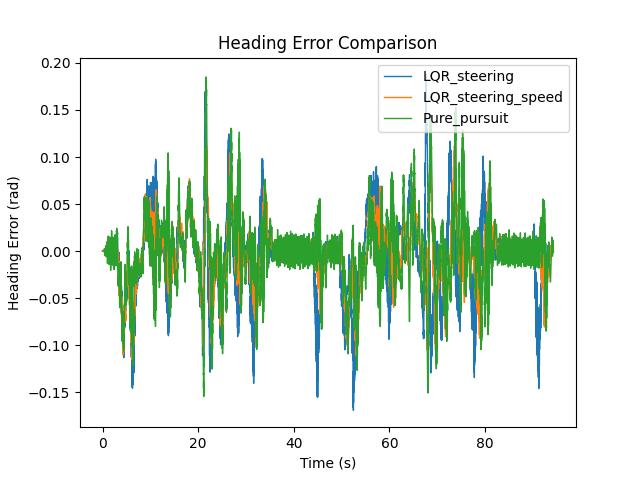 Heading Error Comparison
LQR_steering
LQR_steering_speed
Pure_pursuit
0.20
0.15
0.10
0.05
0.00
−0.05
−0.10
−0.15
Heading Error (rad)
0 20 40 60 80
Time (s)